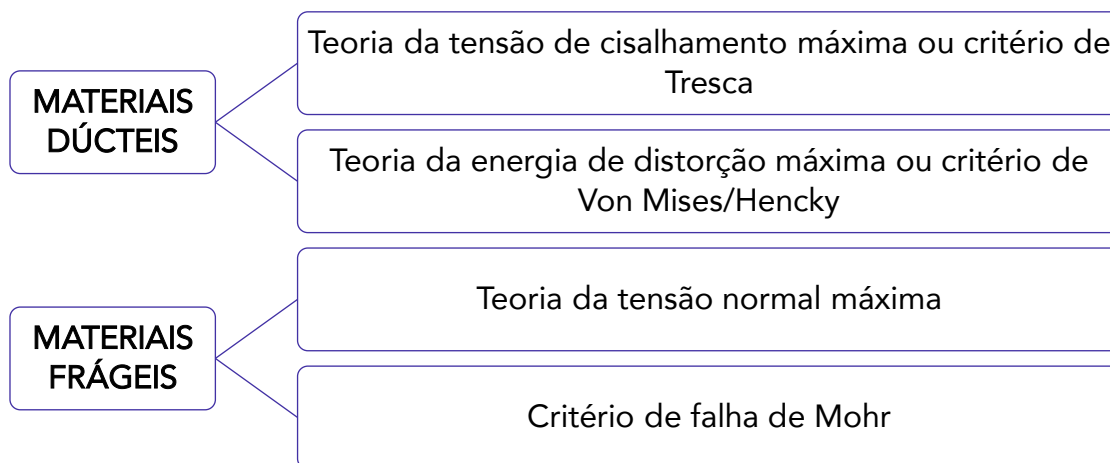 MATERIAIS
DÚCTEIS
Teoria da tensão de cisalhamento máxima ou critério de
Tresca
Teoria da energia de distorção máxima ou critério de
Von Mises/Hencky
MATERIAIS
FRÁGEIS
Teoria da tensão normal máxima
Critério de falha de Mohr